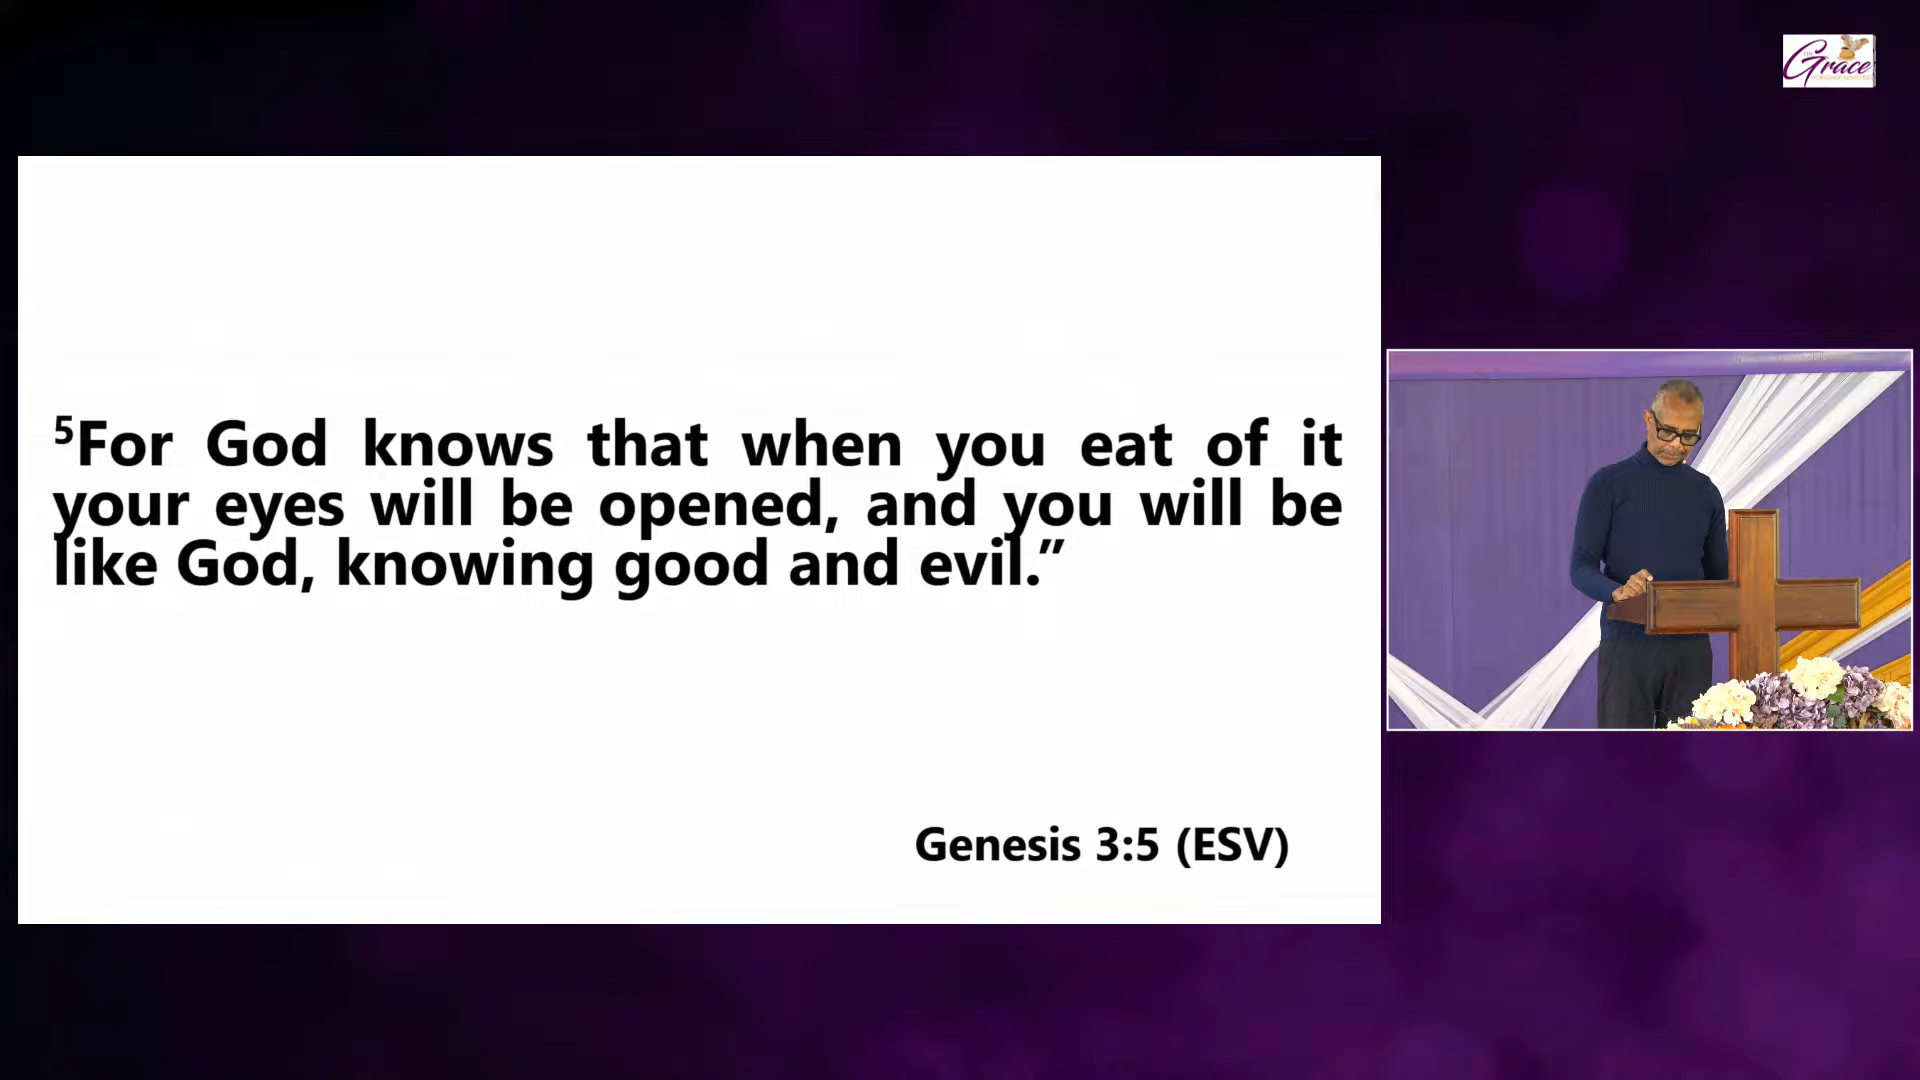 Grace
⁵For God knows that when you eat of it
your eyes will be opened, and you will be
like God, knowing good and evil.”
Genesis 3:5 (ESV)